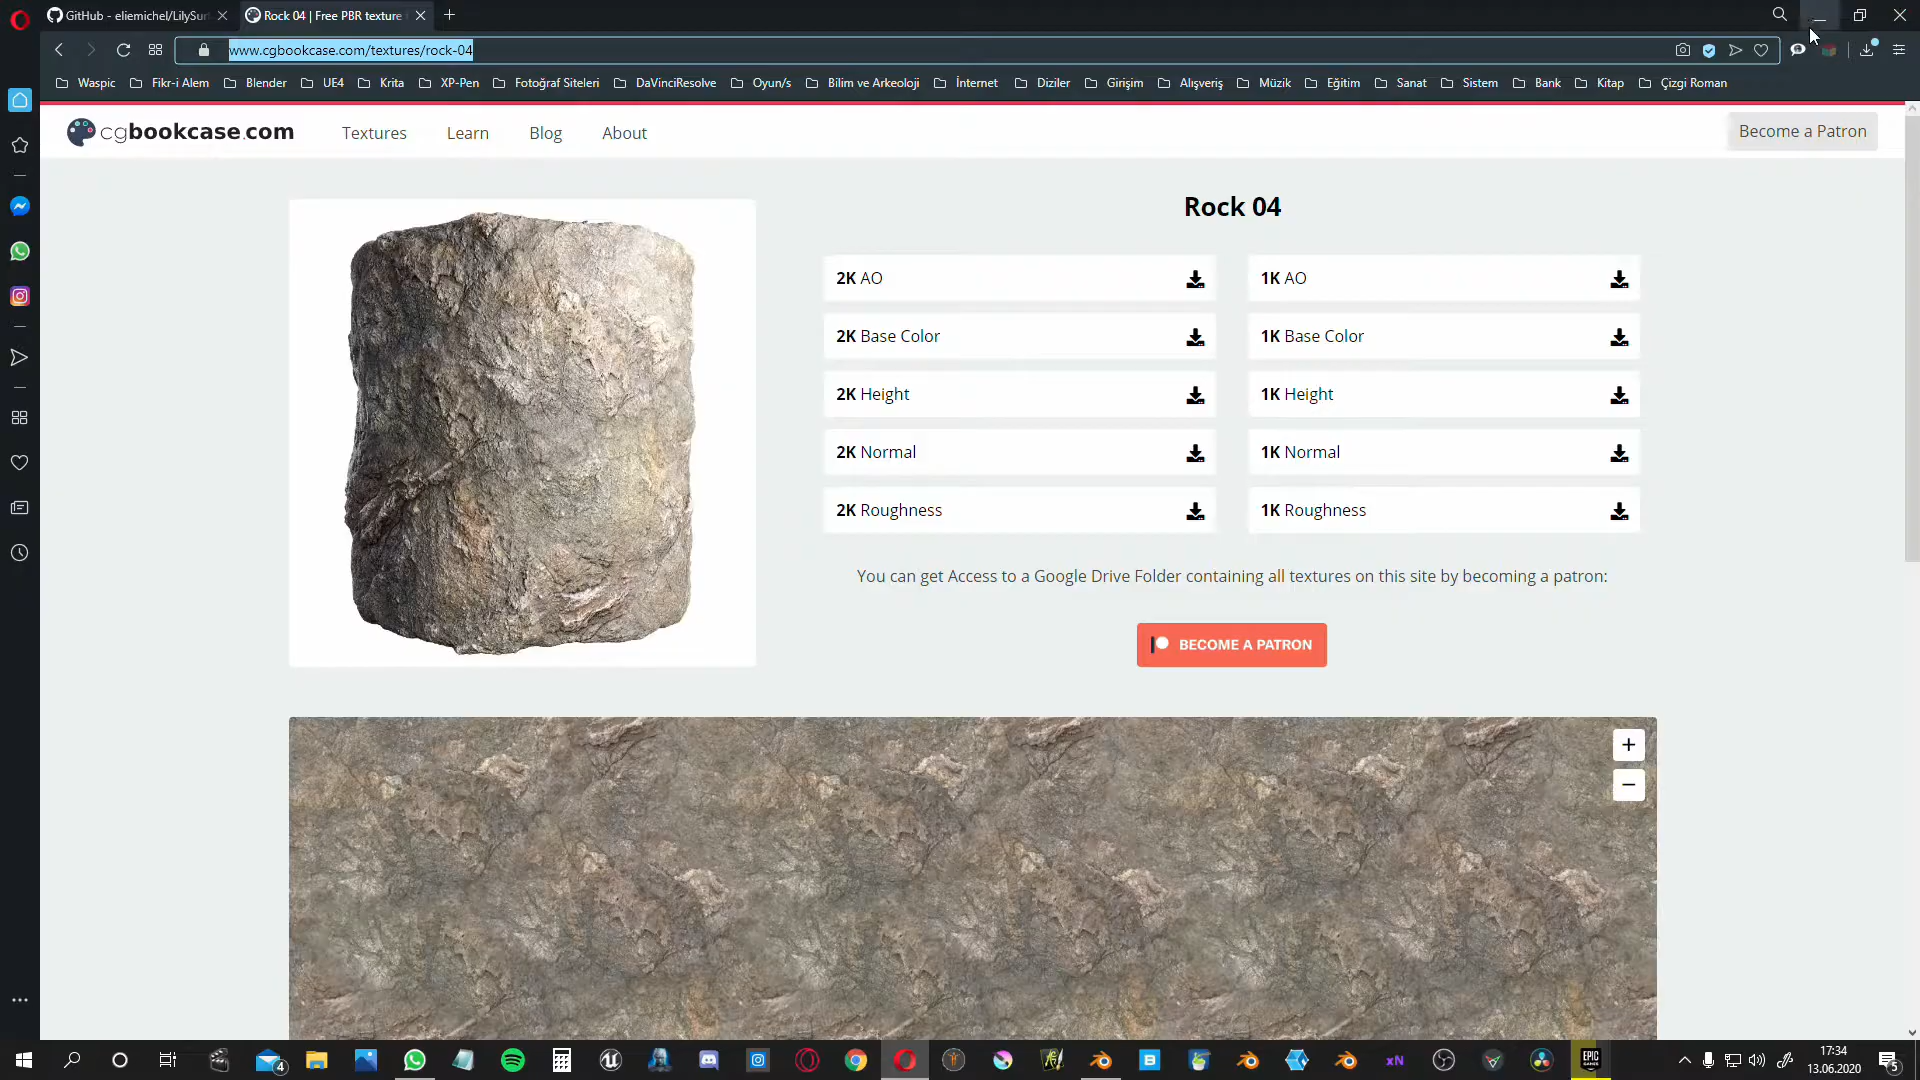 GitHub - eliemichel/LilySur
Rock 04 | Free PBR texture
www.cgbookcase.com/textures/rock-04
Waspic
Fikr-i Alem
Blender
UE4
Krita
XP-Pen
Fotoğraf Siteleri
DaVinciResolve
Oyun/s
Bilim ve Arkeoloji
İnternet
Diziler
Girişim
Alışveriş
Müzik
Eğitim
Sanat
Sistem
Bank
Kitap
Çizgi Roman
cgbookcase.com
Textures
Learn
Blog
About
Become a Patron
Rock 04
2K AO
1K AO
2K Base Color
1K Base Color
2K Height
1K Height
2K Normal
1K Normal
2K Roughness
1K Roughness
You can get Access to a Google Drive Folder containing all textures on this site by becoming a patron:
BECOME A PATRON
+
−
4
xN
EPIC
GAMES
17:34
13.06.2020
5